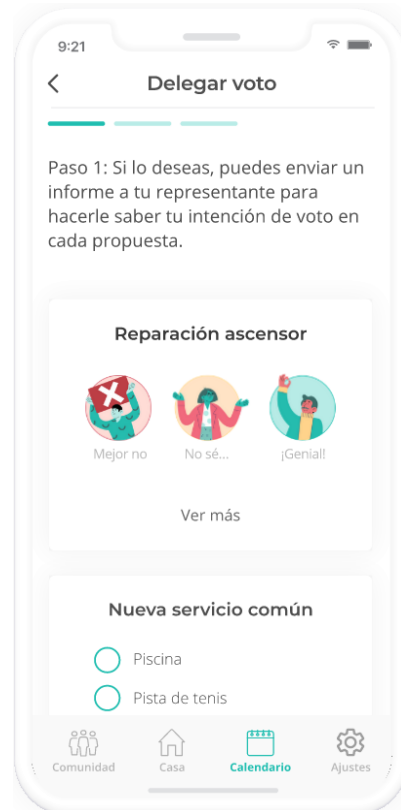 9:21
Delegar voto
Paso 1: Si lo deseas, puedes enviar un
informe a tu representante para
hacerle saber tu intención de voto en
cada propuesta.
Reparación ascensor
Mejor no No sé... ¡Genial!
Ver más
Nueva servicio común
Piscina
Pista de tenis
Comunidad Casa Calendario Ajustes